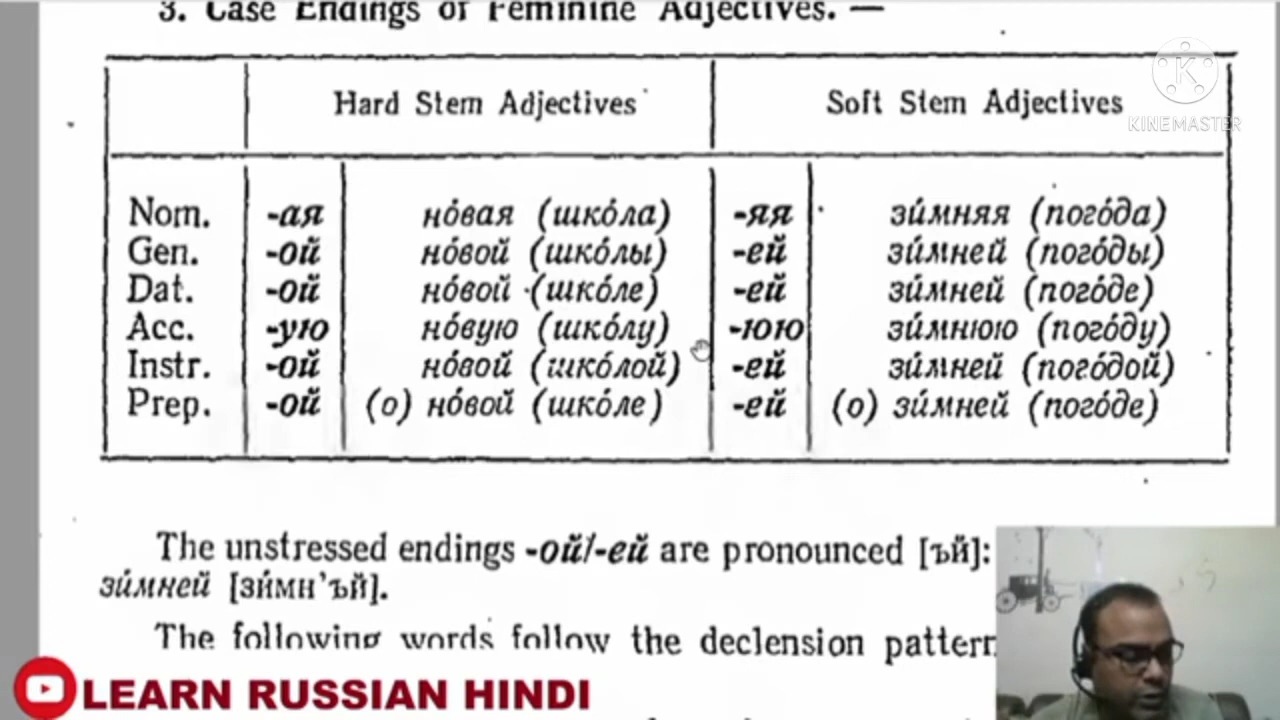 3. Case Endings of Feminine Adjectives. —
K
KINEMASTER
Hard Stem Adjectives Soft Stem Adjectives
Nom. -ая но́вая (шко́ла) -яя зи́мняя (пого́да)
Gen. -ой но́вой (шко́лы) -ей зи́мней (пого́ды)
Dat. -ой но́вой (шко́ле) -ей зи́мней (пого́де)
Acc. -ую но́вую (шко́лу) -юю зи́мнюю (пого́ду)
Instr. -ой но́вой (шко́лой) -ей зи́мней (пого́дой)
Prep. -ой (о) но́вой (шко́ле) -ей (о) зи́мней (пого́де)
The unstressed endings -ой/-ей are pronounced [ъй]:
зи́мней [зи́мн’ъй].
The following words follow the declension pattern
LEARN RUSSIAN HINDI